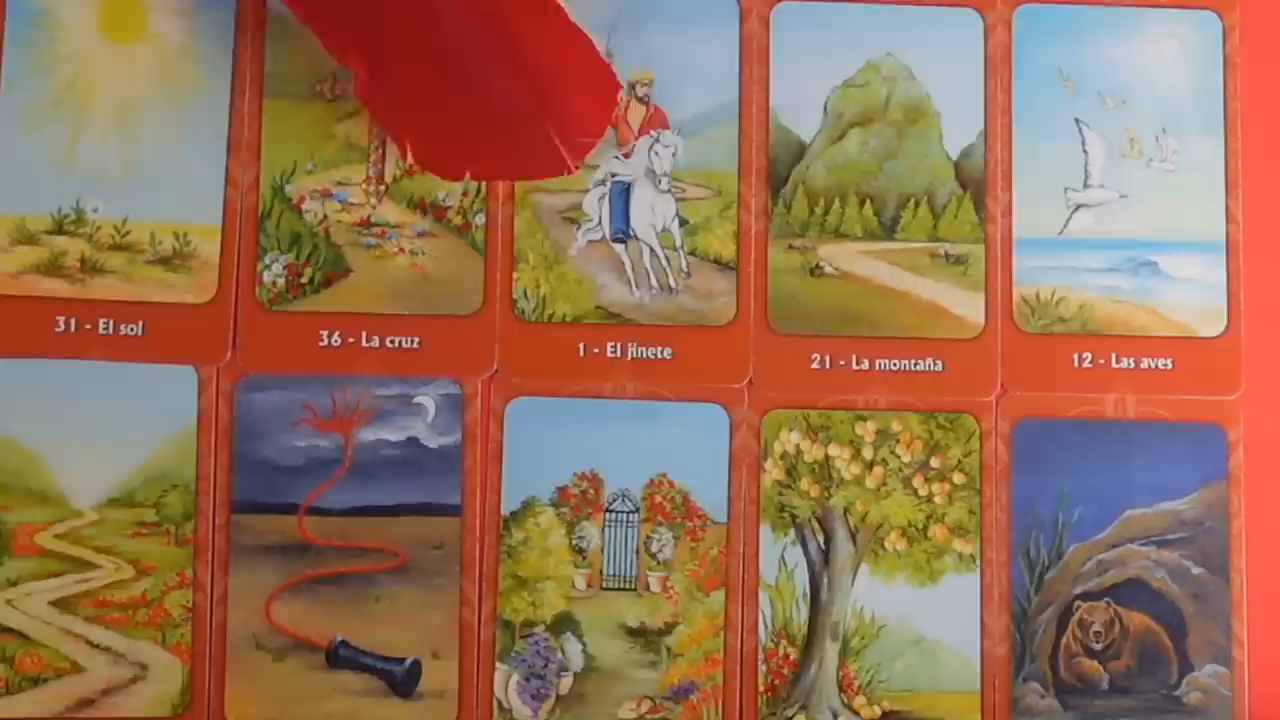 31 - El sol
36 - La cruz
1 - El jinete
21 - La montaña
12 - Las aves